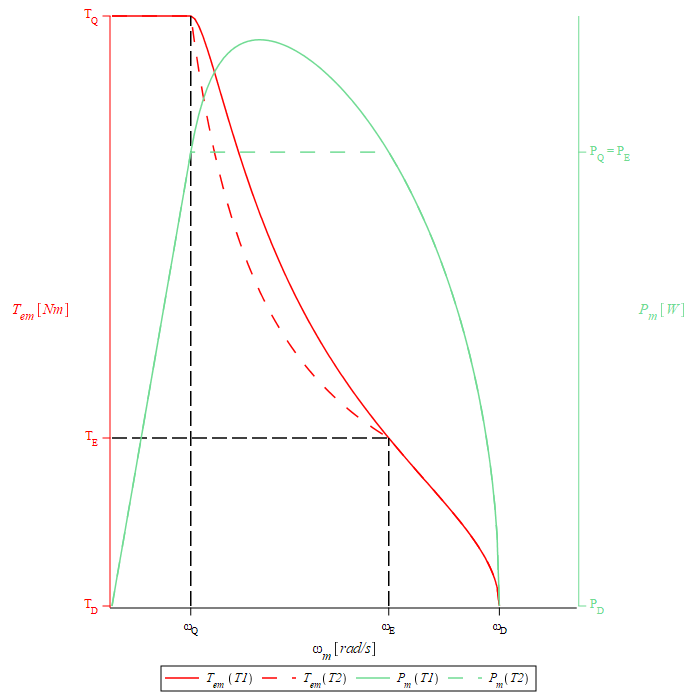 T_Q
P_Q = P_E
T_em [Nm]
P_m [W]
T_E
T_D
P_D
ω_Q
ω_E
ω_D
ω_m [rad/s]
T_em (T1) T_em (T2) P_m (T1) P_m (T2)